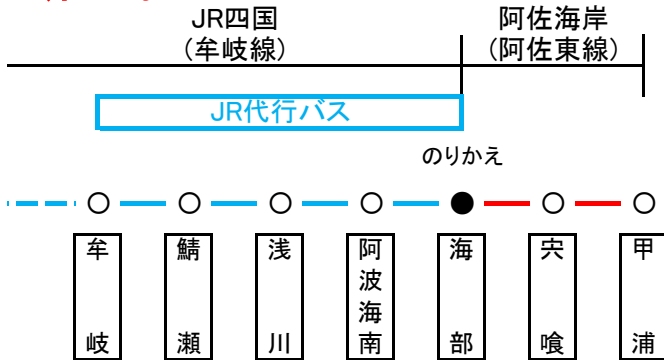 JR四国
(牟岐線)
阿佐海岸
(阿佐東線)
JR代行バス
のりかえ
牟岐
鯖瀬
浅川
阿波海南
海部
宍喰
甲浦